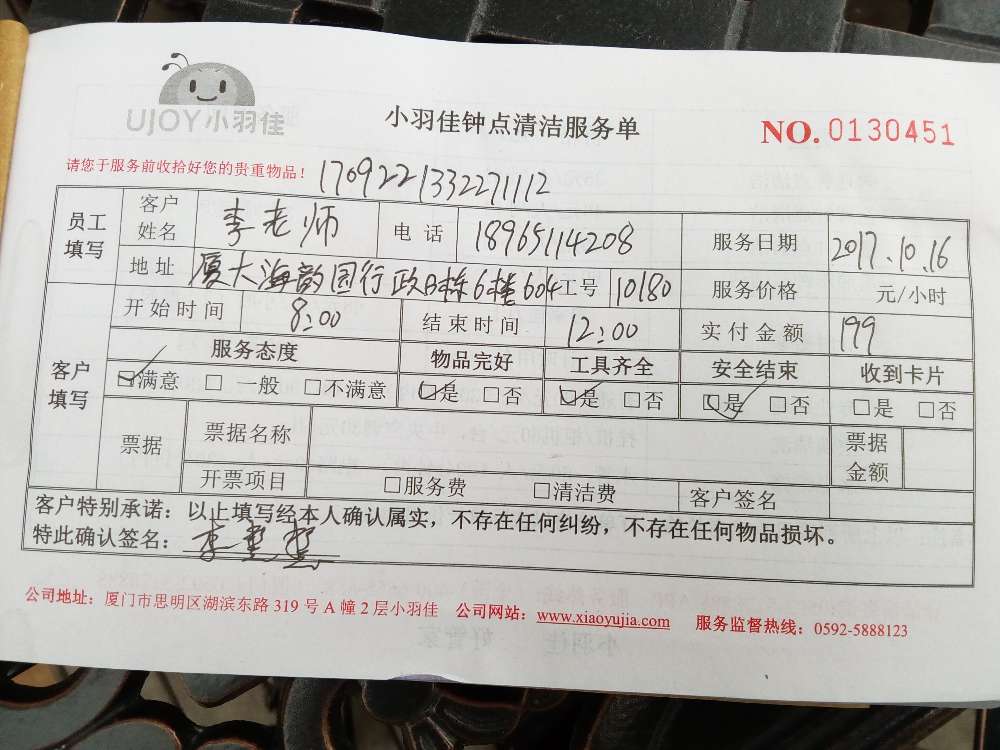 UJOY小羽佳
小羽佳钟点清洁服务单
NO.0130451
请您于服务前收拾好您的贵重物品！ 1709221332271112
员工填写 客户姓名 李老师 电话 18965114208 服务日期 2017.10.16
地址 厦大海韵园行政B栋6楼604 工号 10180 服务价格 元/小时
客户填写 开始时间 8:00 结束时间 12:00 实付金额 199
服务态度 物品完好 工具齐全 安全结束 收到卡片
☑满意 □一般 □不满意 ☑是 □否 ☑是 □否 ☑是 □否 □是 □否
票据 票据名称 票据金额
开票项目 □服务费 □清洁费 客户签名
客户特别承诺：以上填写经本人确认属实，不存在任何纠纷，不存在任何物品损坏。
特此确认签名：李
公司地址：厦门市思明区湖滨东路 319 号 A 幢 2 层小羽佳 公司网站：www.xiaoyujia.com 服务监督热线：0592-5888123